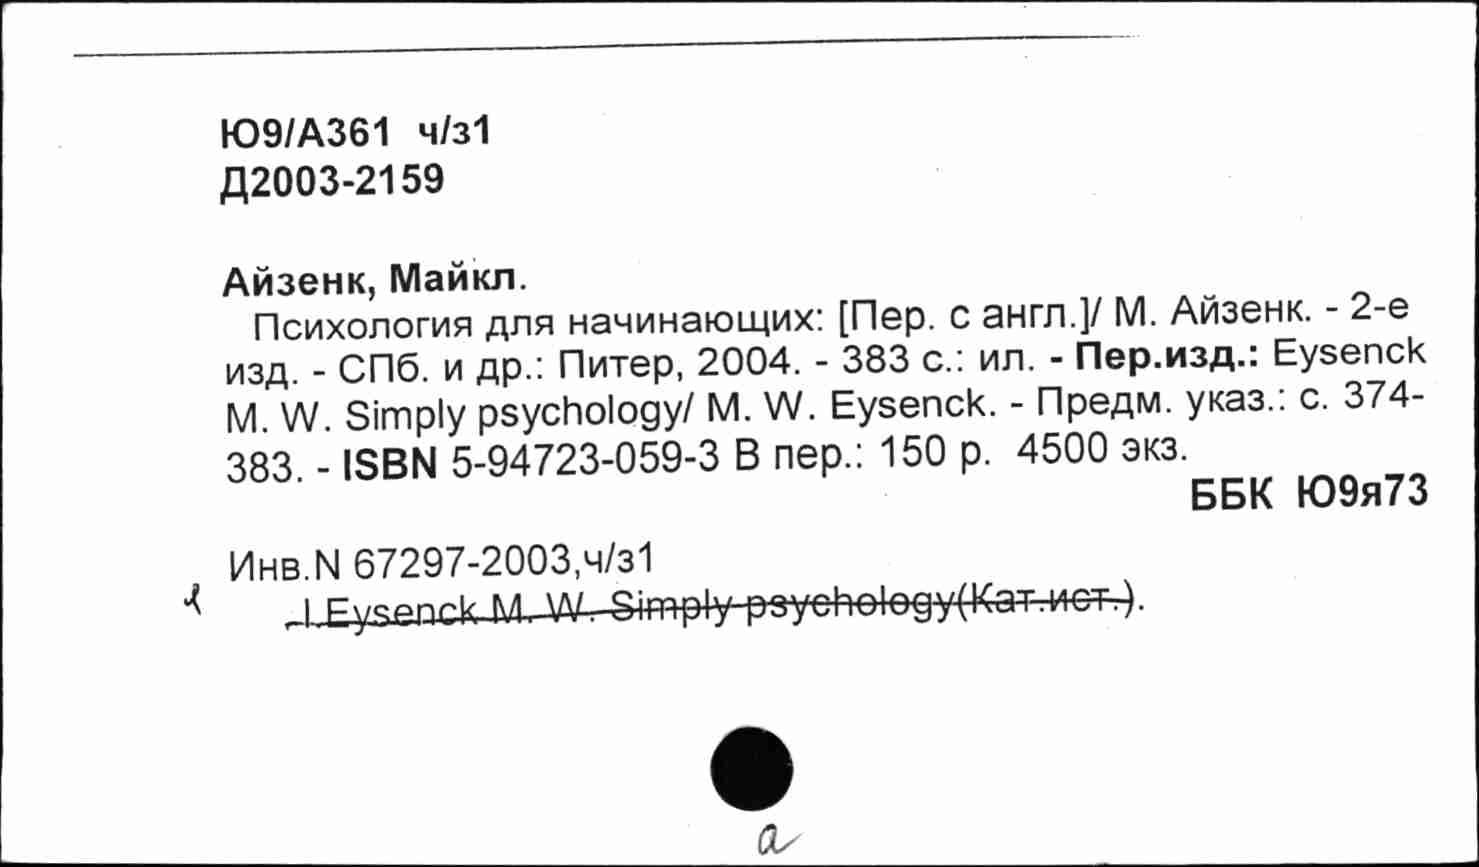 Ю9/А361 ч/з1
Д2003-2159
Айзенк, Майкл.
Психология для начинающих: [Пер. с англ.]/ М. Айзенк. - 2-е
изд. - СПб. и др.: Питер, 2004. - 383 с.: ил. - Пер.изд.: Eysenck
M. W. Simply psychology/ M. W. Eysenck. - Предм. указ.: с. 374-
383. - ISBN 5-94723-059-3 В пер.: 150 р. 4500 экз.
ББК Ю9я73
Инв.N 67297-2003,ч/з1
I.Eysenck M. W. Simply psychology(Кат.ист.).
а